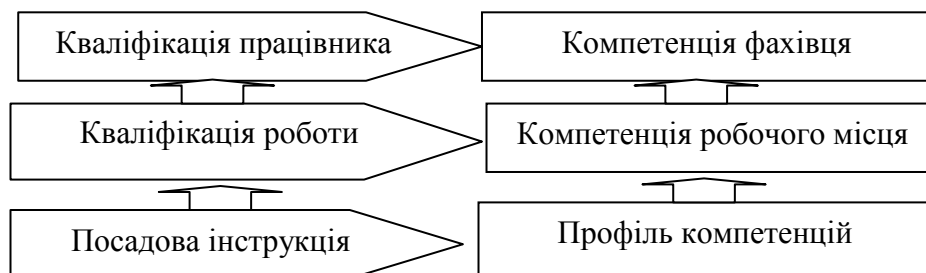 Кваліфікація працівника
Компетенція фахівця
Кваліфікація роботи
Компетенція робочого місця
Посадова інструкція
Профіль компетенцій